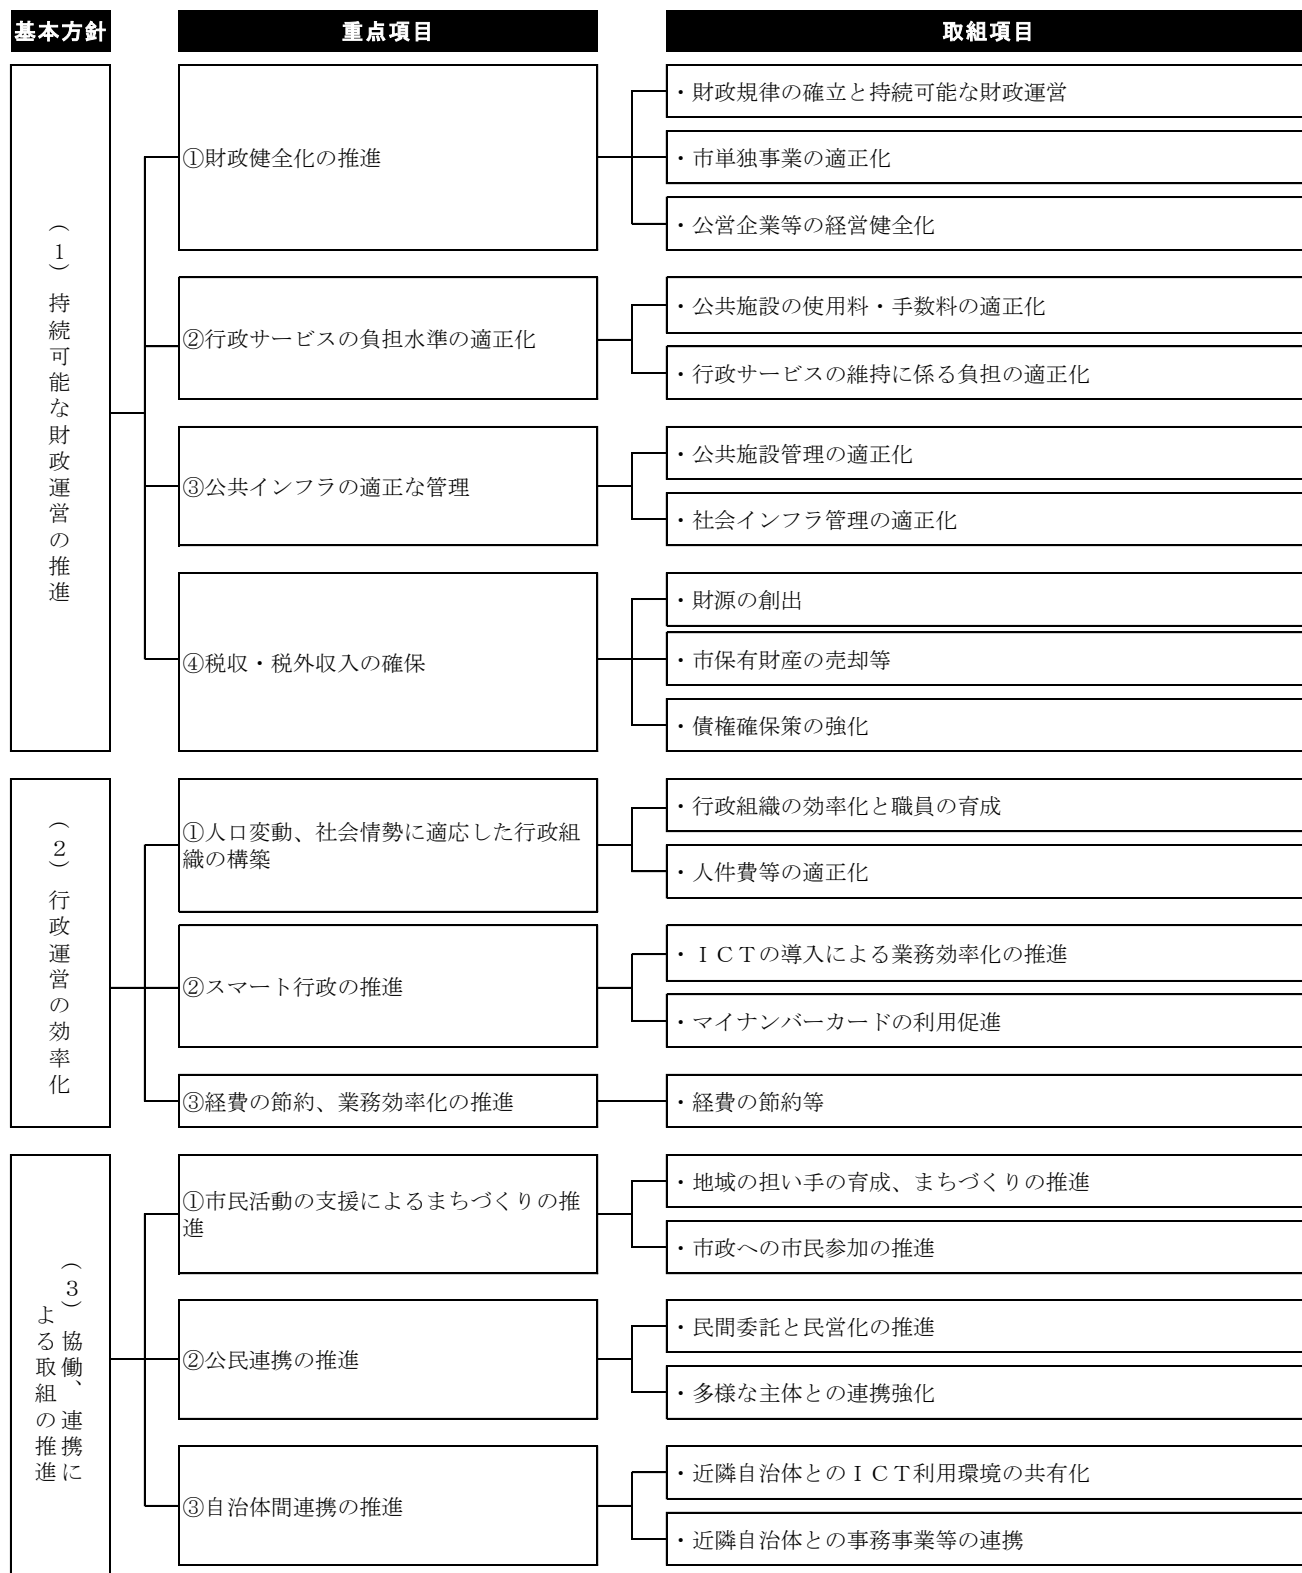 基本方針
重点項目
取組項目
（１）持続可能な財政運営の推進
①財政健全化の推進
・財政規律の確立と持続可能な財政運営
・市単独事業の適正化
・公営企業等の経営健全化
②行政サービスの負担水準の適正化
・公共施設の使用料・手数料の適正化
・行政サービスの維持に係る負担の適正化
③公共インフラの適正な管理
・公共施設管理の適正化
・社会インフラ管理の適正化
④税収・税外収入の確保
・財源の創出
・市保有財産の売却等
・債権確保策の強化
（２）行政運営の効率化
①人口変動、社会情勢に適応した行政組
織の構築
・行政組織の効率化と職員の育成
・人件費等の適正化
②スマート行政の推進
・ＩＣＴの導入による業務効率化の推進
・マイナンバーカードの利用促進
③経費の節約、業務効率化の推進
・経費の節約等
（３）協働、連携に
よる取組の推進
①市民活動の支援によるまちづくりの推
進
・地域の担い手の育成、まちづくりの推進
・市政への市民参加の推進
②公民連携の推進
・民間委託と民営化の推進
・多様な主体との連携強化
③自治体間連携の推進
・近隣自治体とのＩＣＴ利用環境の共有化
・近隣自治体との事務事業等の連携